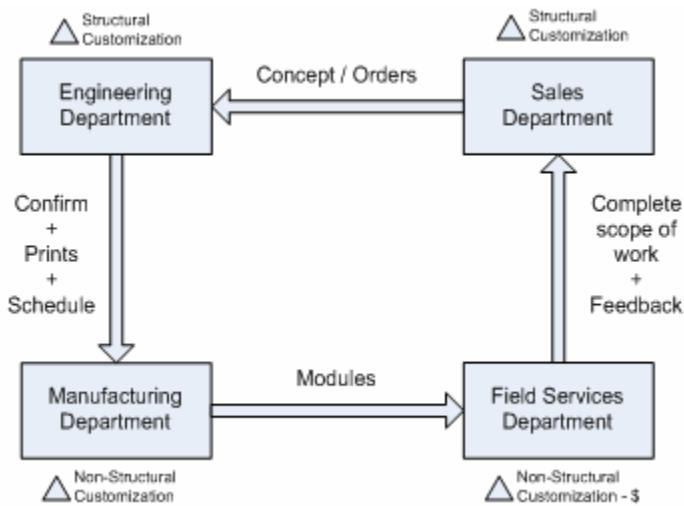 Structural
Customization
Structural
Customization
Engineering
Department
Concept / Orders
Sales
Department
Confirm
+
Prints
+
Schedule
Complete
scope of
work
+
Feedback
Manufacturing
Department
Modules
Field Services
Department
Non-Structural
Customization
Non-Structural
Customization - $